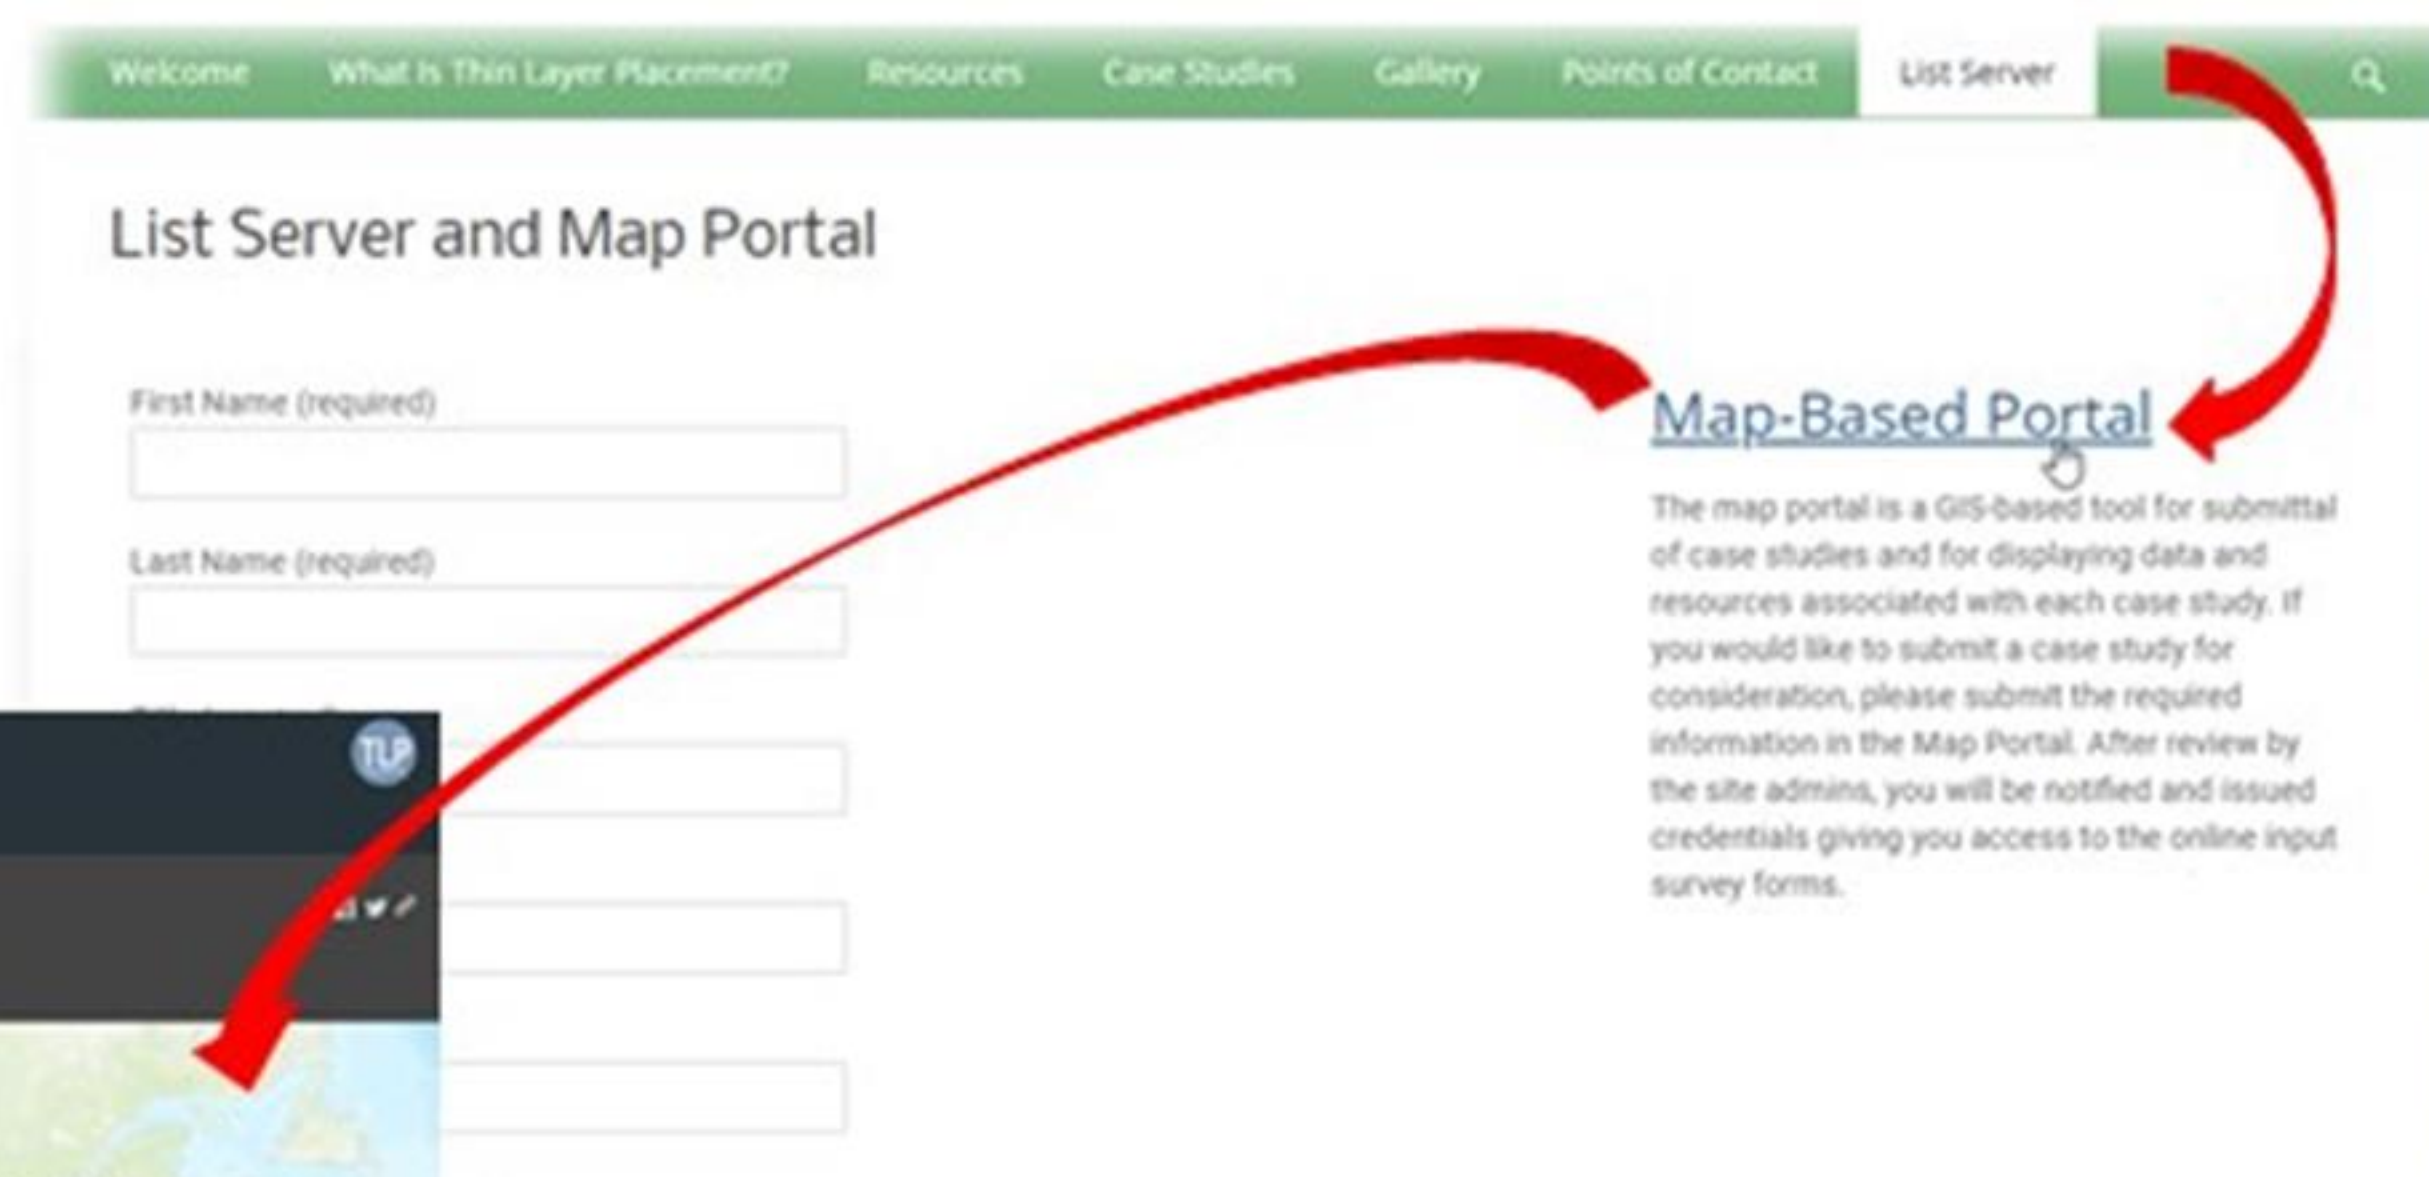 Welcome What Is Thin Layer Placement? Resources Case Studies Gallery Points of Contact List Server
List Server and Map Portal
First Name (required)
Last Name (required)
Map-Based Portal
The map portal is a GIS-based tool for submittal
of case studies and for displaying data and
resources associated with each case study. If
you would like to submit a case study for
consideration, please submit the required
information in the Map Portal. After review by
the site admins, you will be notified and issued
credentials giving you access to the online input
survey forms.
TLP